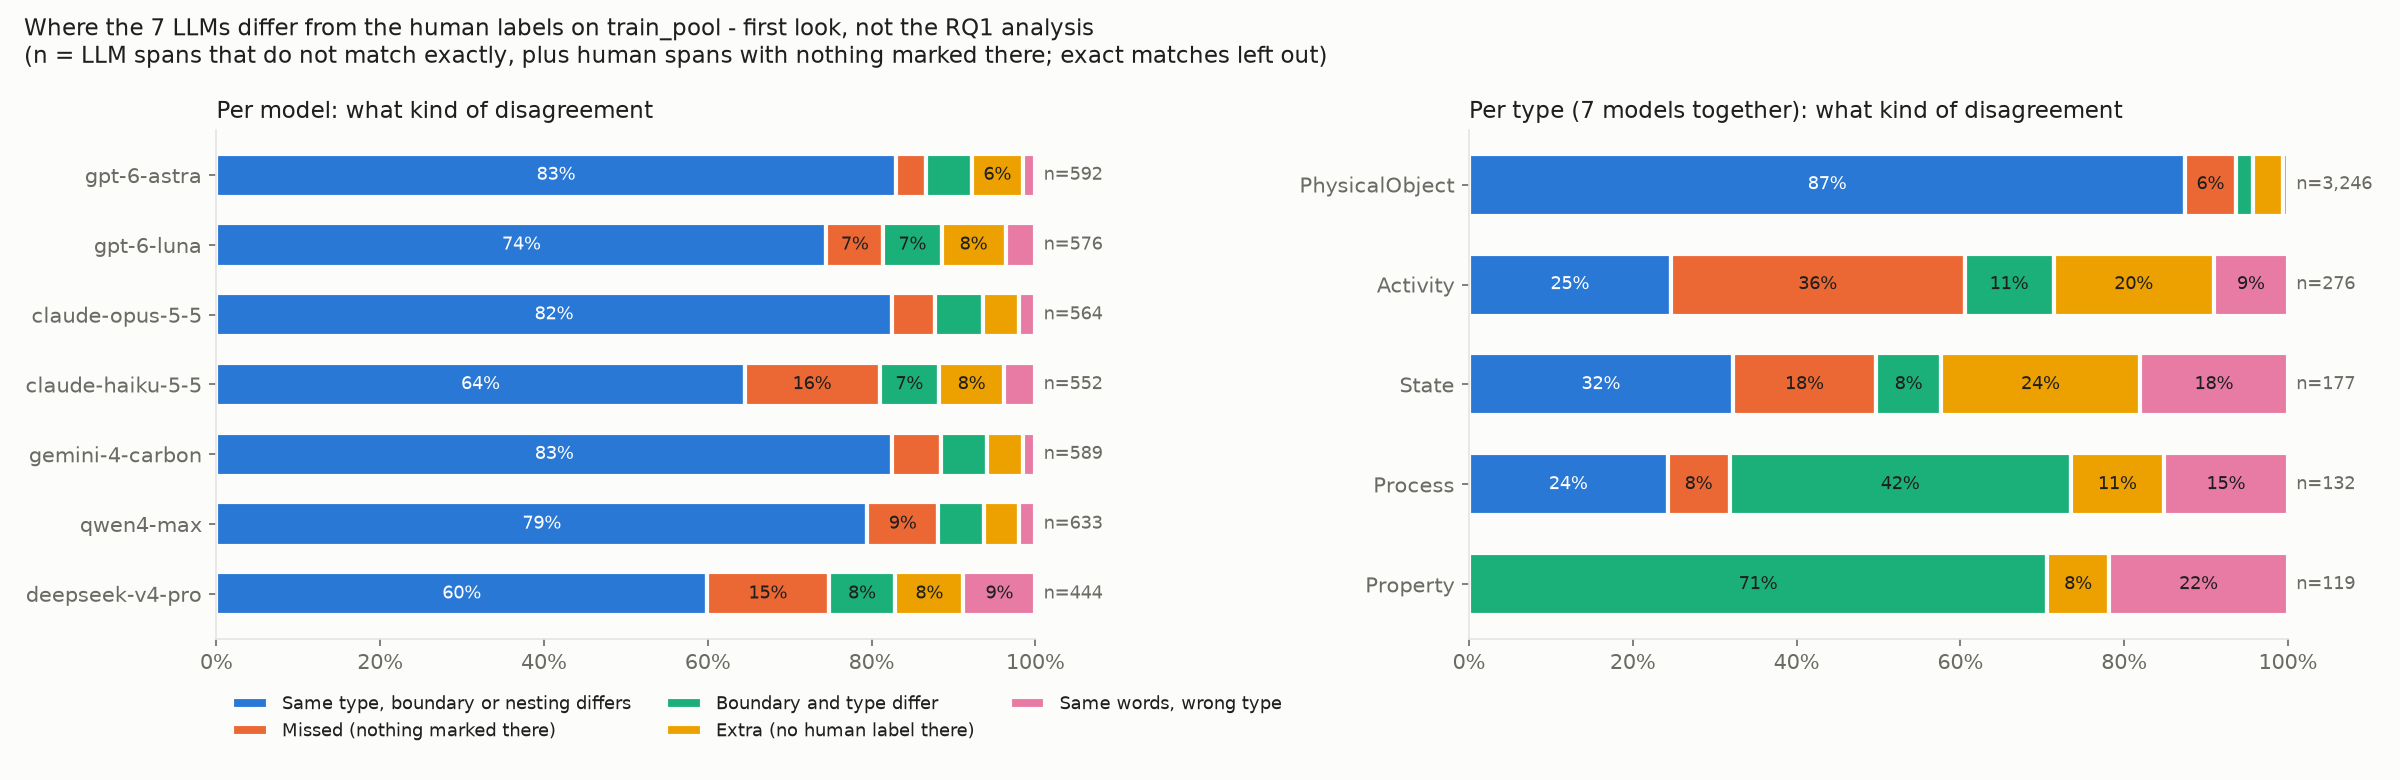 Where the 7 LLMs differ from the human labels on train_pool - first look, not the RQ1 analysis
(n = LLM spans that do not match exactly, plus human spans with nothing marked there; exact matches left out)
Per model: what kind of disagreement
gpt-6-astra 83% 6% n=592
gpt-6-luna 74% 7% 7% 8% n=576
claude-opus-5-5 82% n=564
claude-haiku-5-5 64% 16% 7% 8% n=552
gemini-4-carbon 83% n=589
qwen4-max 79% 9% n=633
deepseek-v4-pro 60% 15% 8% 8% 9% n=444
0% 20% 40% 60% 80% 100%
Per type (7 models together): what kind of disagreement
PhysicalObject 87% 6% n=3,246
Activity 25% 36% 11% 20% 9% n=276
State 32% 18% 8% 24% 18% n=177
Process 24% 8% 42% 11% 15% n=132
Property 71% 8% 22% n=119
0% 20% 40% 60% 80% 100%
Same type, boundary or nesting differs
Missed (nothing marked there)
Boundary and type differ
Extra (no human label there)
Same words, wrong type